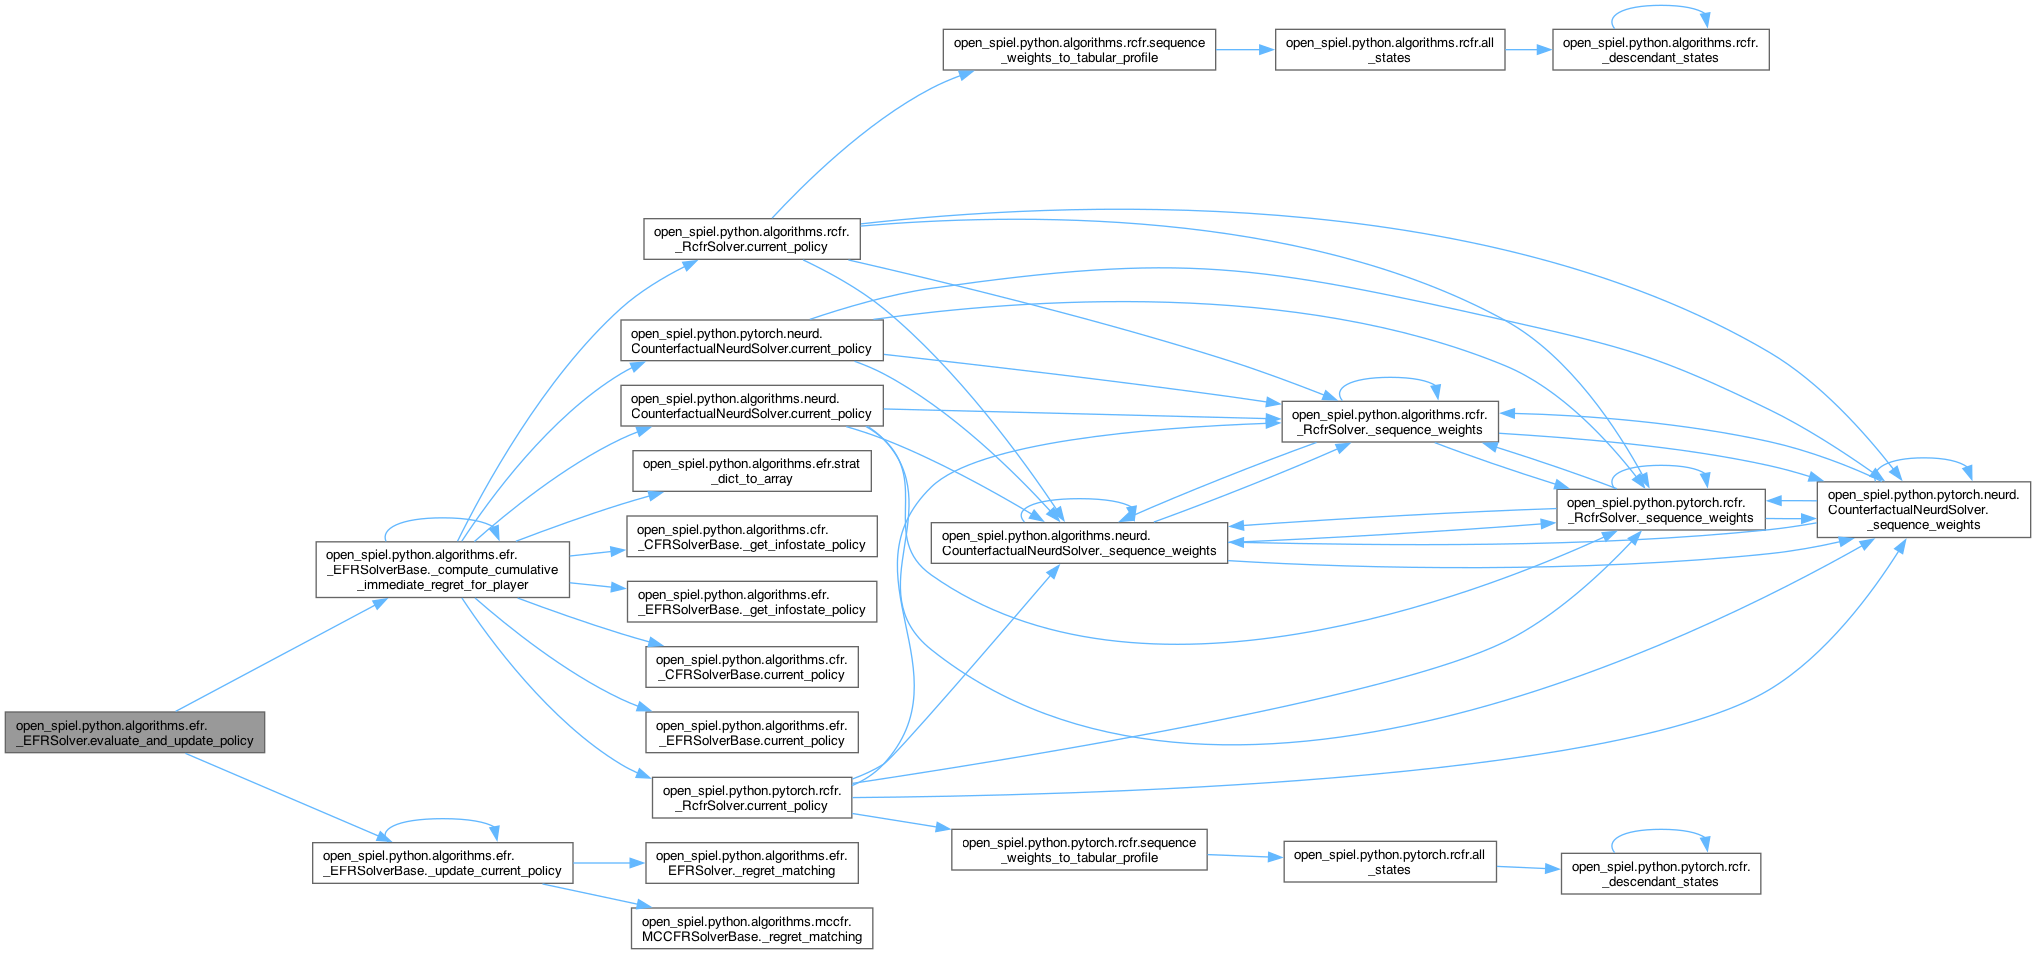 open_spiel.python.algorithms.rcfr.sequence
_weights_to_tabular_profile
open_spiel.python.algorithms.rcfr.all
_states
open_spiel.python.algorithms.rcfr.
_descendant_states
open_spiel.python.algorithms.rcfr.
_RcfrSolver.current_policy
open_spiel.python.pytorch.neurd.
CounterfactualNeurdSolver.current_policy
open_spiel.python.algorithms.neurd.
CounterfactualNeurdSolver.current_policy
open_spiel.python.algorithms.rcfr.
_RcfrSolver._sequence_weights
open_spiel.python.algorithms.efr.strat
_dict_to_array
open_spiel.python.pytorch.rcfr.
_RcfrSolver._sequence_weights
open_spiel.python.pytorch.neurd.
CounterfactualNeurdSolver.
_sequence_weights
open_spiel.python.algorithms.cfr.
_CFRSolverBase._get_infostate_policy
open_spiel.python.algorithms.neurd.
CounterfactualNeurdSolver._sequence_weights
open_spiel.python.algorithms.efr.
_EFRSolverBase._compute_cumulative
_immediate_regret_for_player
open_spiel.python.algorithms.efr.
_EFRSolverBase._get_infostate_policy
open_spiel.python.algorithms.cfr.
_CFRSolverBase.current_policy
open_spiel.python.algorithms.efr.
_EFRSolver.evaluate_and_update_policy
open_spiel.python.algorithms.efr.
_EFRSolverBase.current_policy
open_spiel.python.pytorch.rcfr.
_RcfrSolver.current_policy
open_spiel.python.pytorch.rcfr.sequence
_weights_to_tabular_profile
open_spiel.python.pytorch.rcfr.all
_states
open_spiel.python.pytorch.rcfr.
_descendant_states
open_spiel.python.algorithms.efr.
_EFRSolverBase._update_current_policy
open_spiel.python.algorithms.efr.
EFRSolver._regret_matching
open_spiel.python.algorithms.mccfr.
MCCFRSolverBase._regret_matching